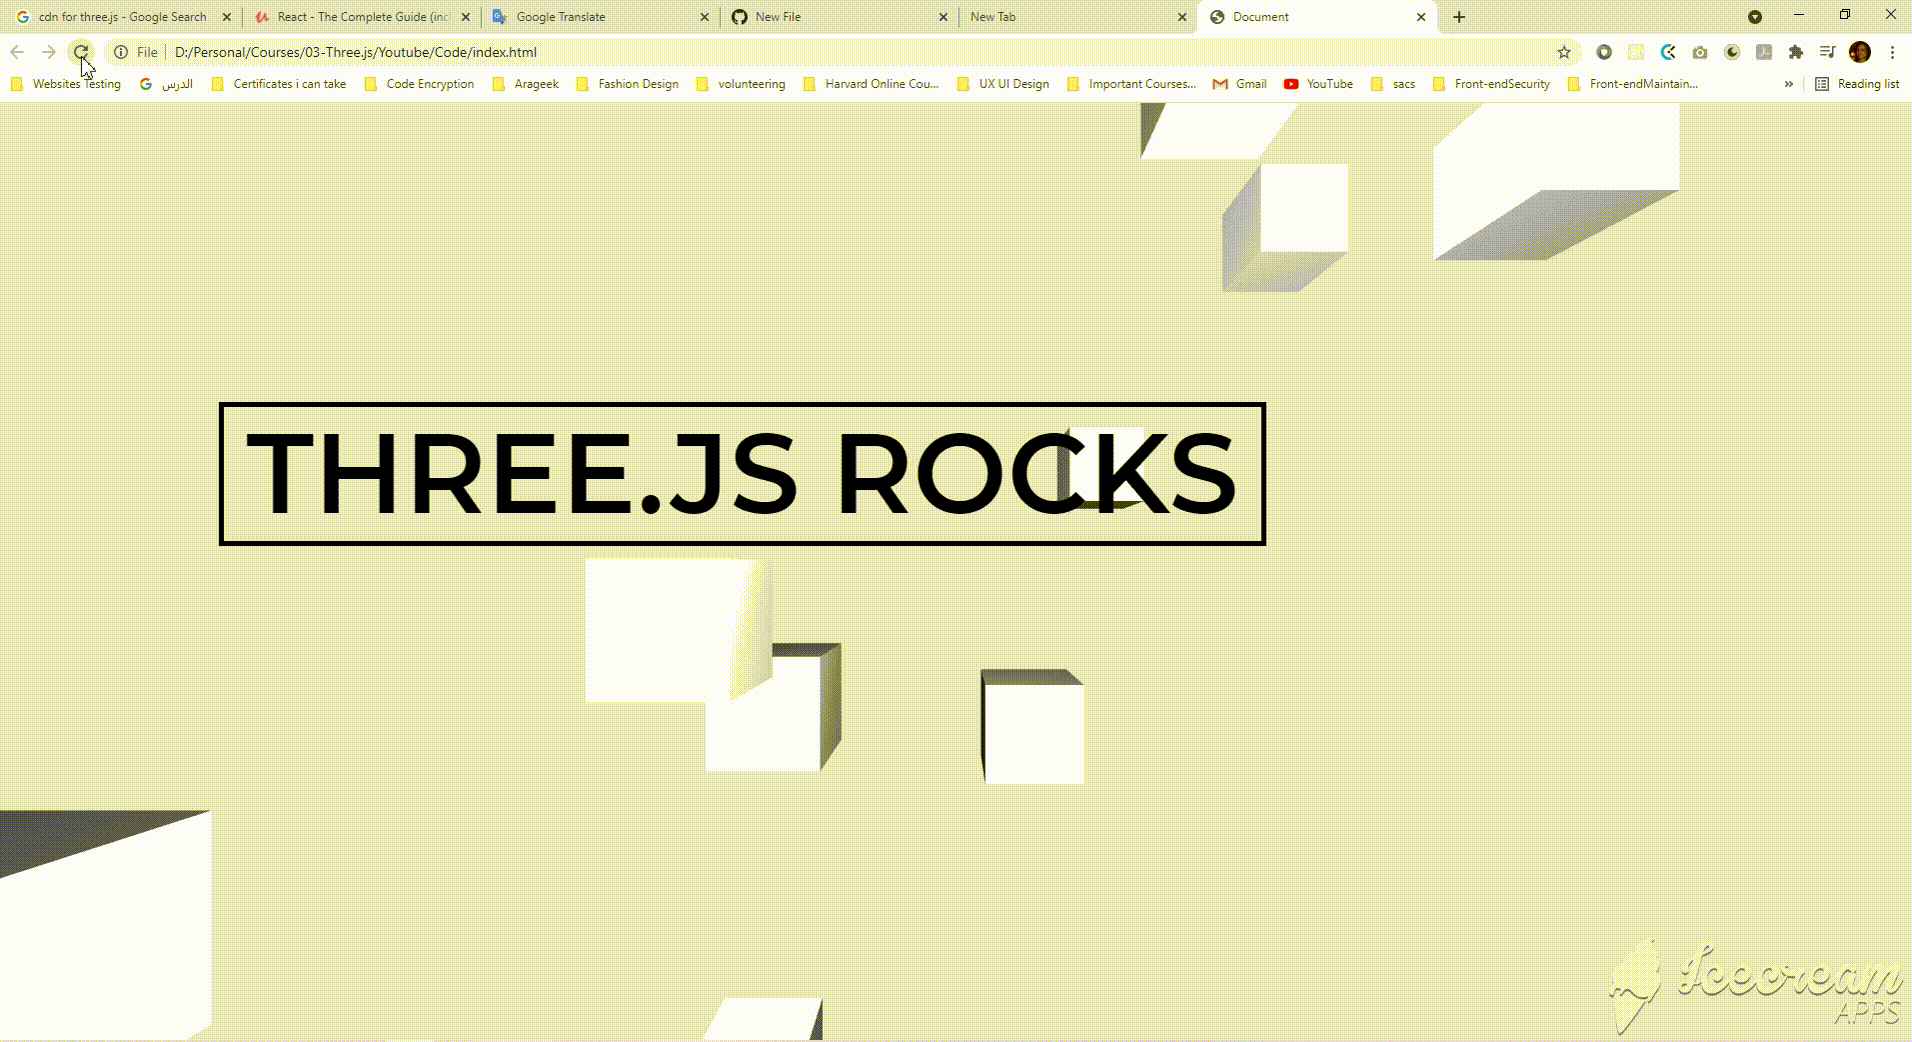 cdn for three.js - Google Search
React - The Complete Guide (inc
Google Translate
New File
New Tab
Document
File
D:/Personal/Courses/03-Three.js/Youtube/Code/index.html
Websites Testing
الدرس
Certificates i can take
Code Encryption
Arageek
Fashion Design
volunteering
Harvard Online Cou...
UX UI Design
Important Courses...
Gmail
YouTube
sacs
Front-endSecurity
Front-endMaintain...
»
Reading list
THREE.JS ROCKS
Icecream
APPS